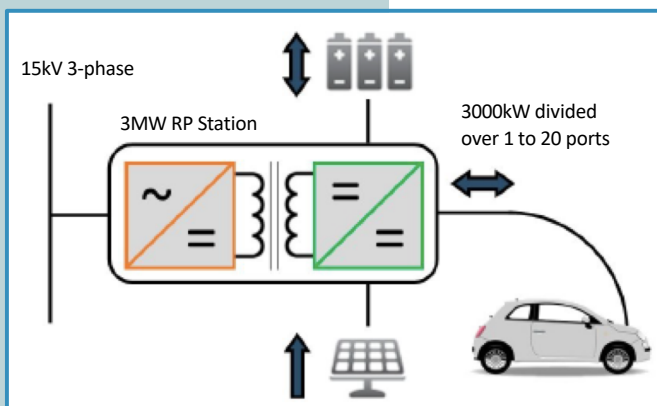 15kV 3-phase
3MW RP Station
3000kW divided
over 1 to 20 ports